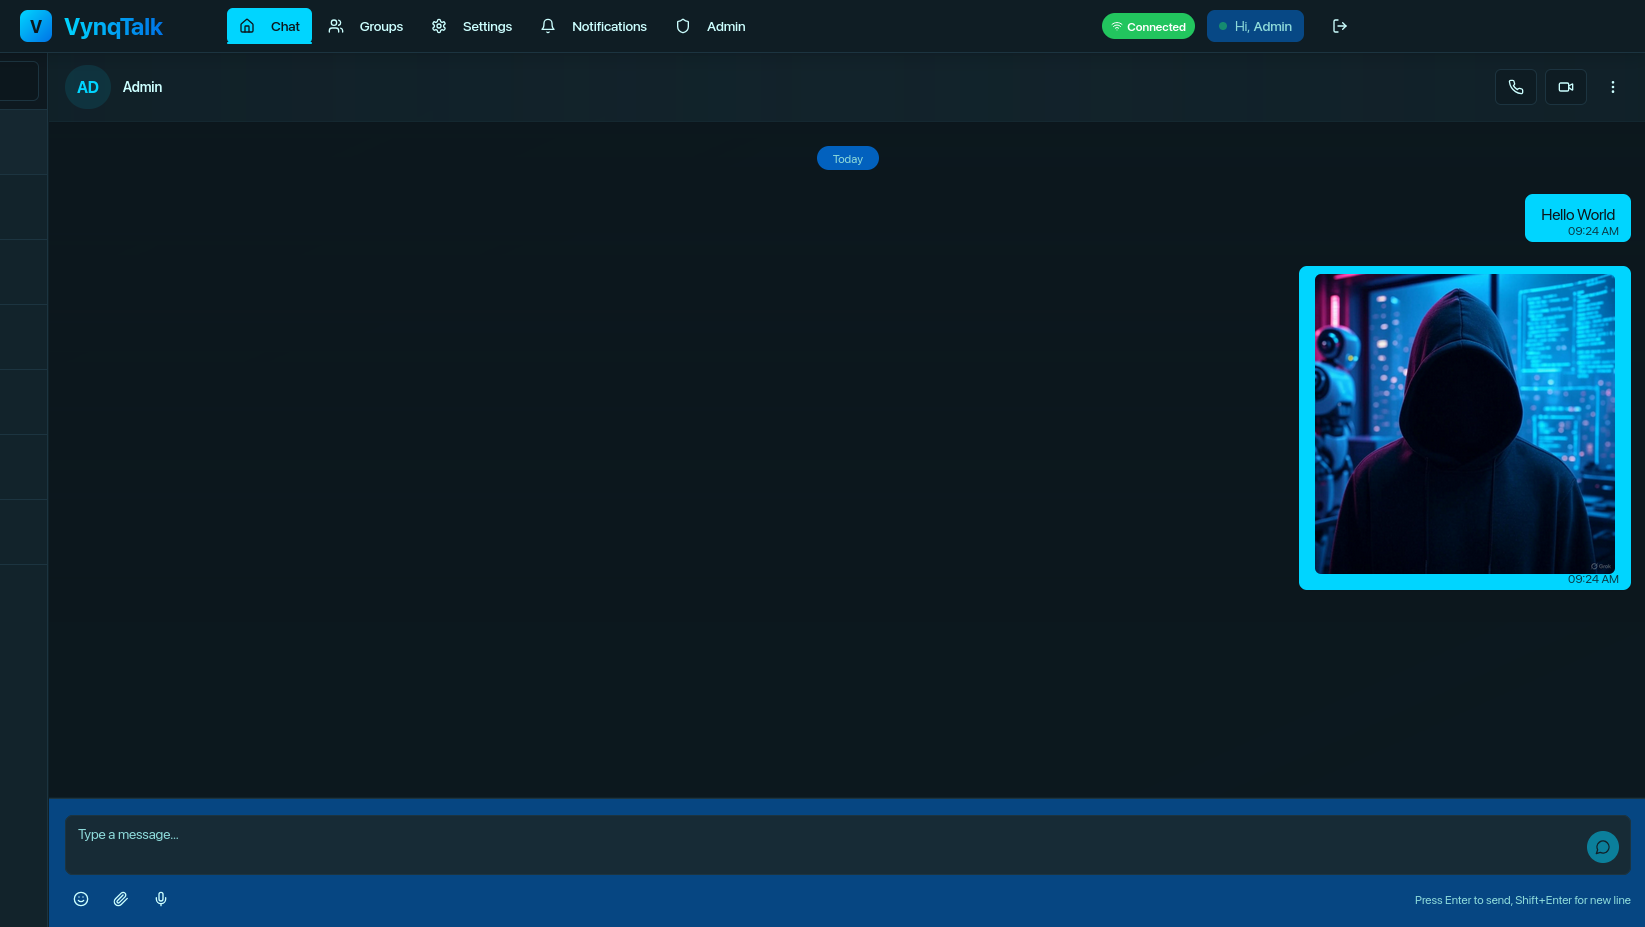 V VynqTalk Chat Groups Settings Notifications Admin Connected Hi, Admin
AD Admin
Today
Hello World
09:24 AM
09:24 AM
Type a message...
Press Enter to send, Shift+Enter for new line